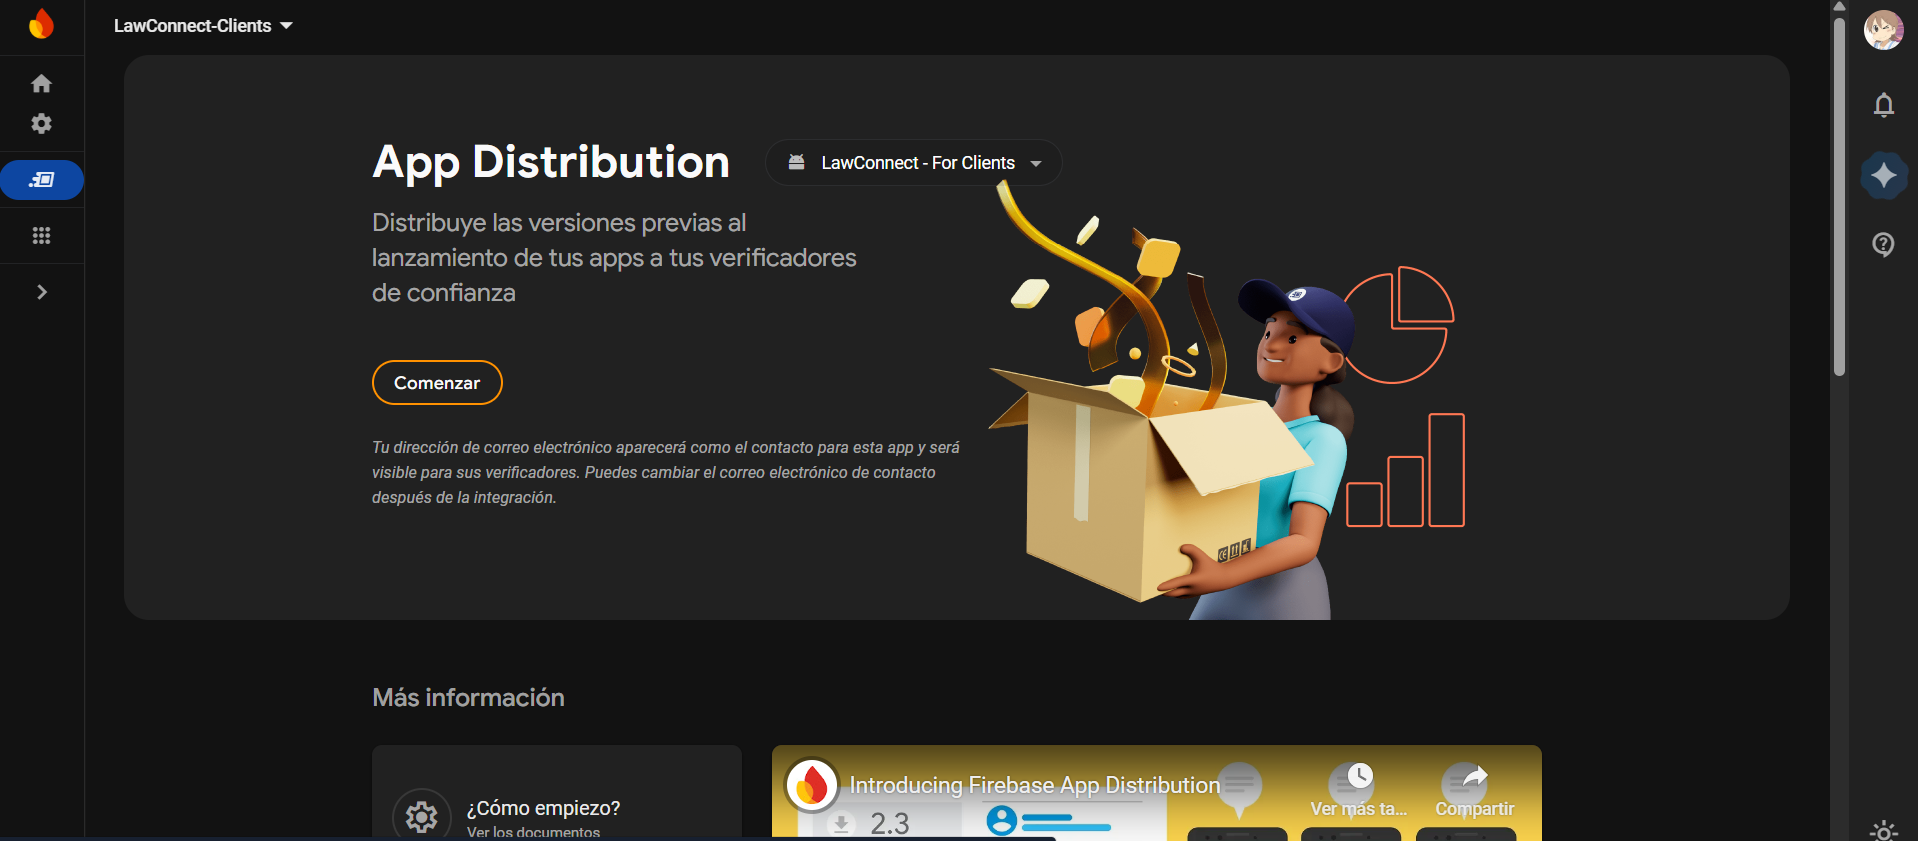 LawConnect-Clients
App Distribution
LawConnect - For Clients
Distribuye las versiones previas al
lanzamiento de tus apps a tus verificadores
de confianza
Comenzar
Tu dirección de correo electrónico aparecerá como el contacto para esta app y será
visible para sus verificadores. Puedes cambiar el correo electrónico de contacto
después de la integración.
Más información
¿Cómo empiezo?
Ver los documentos
Introducing Firebase App Distribution
Ver más ta...
Compartir
2.3